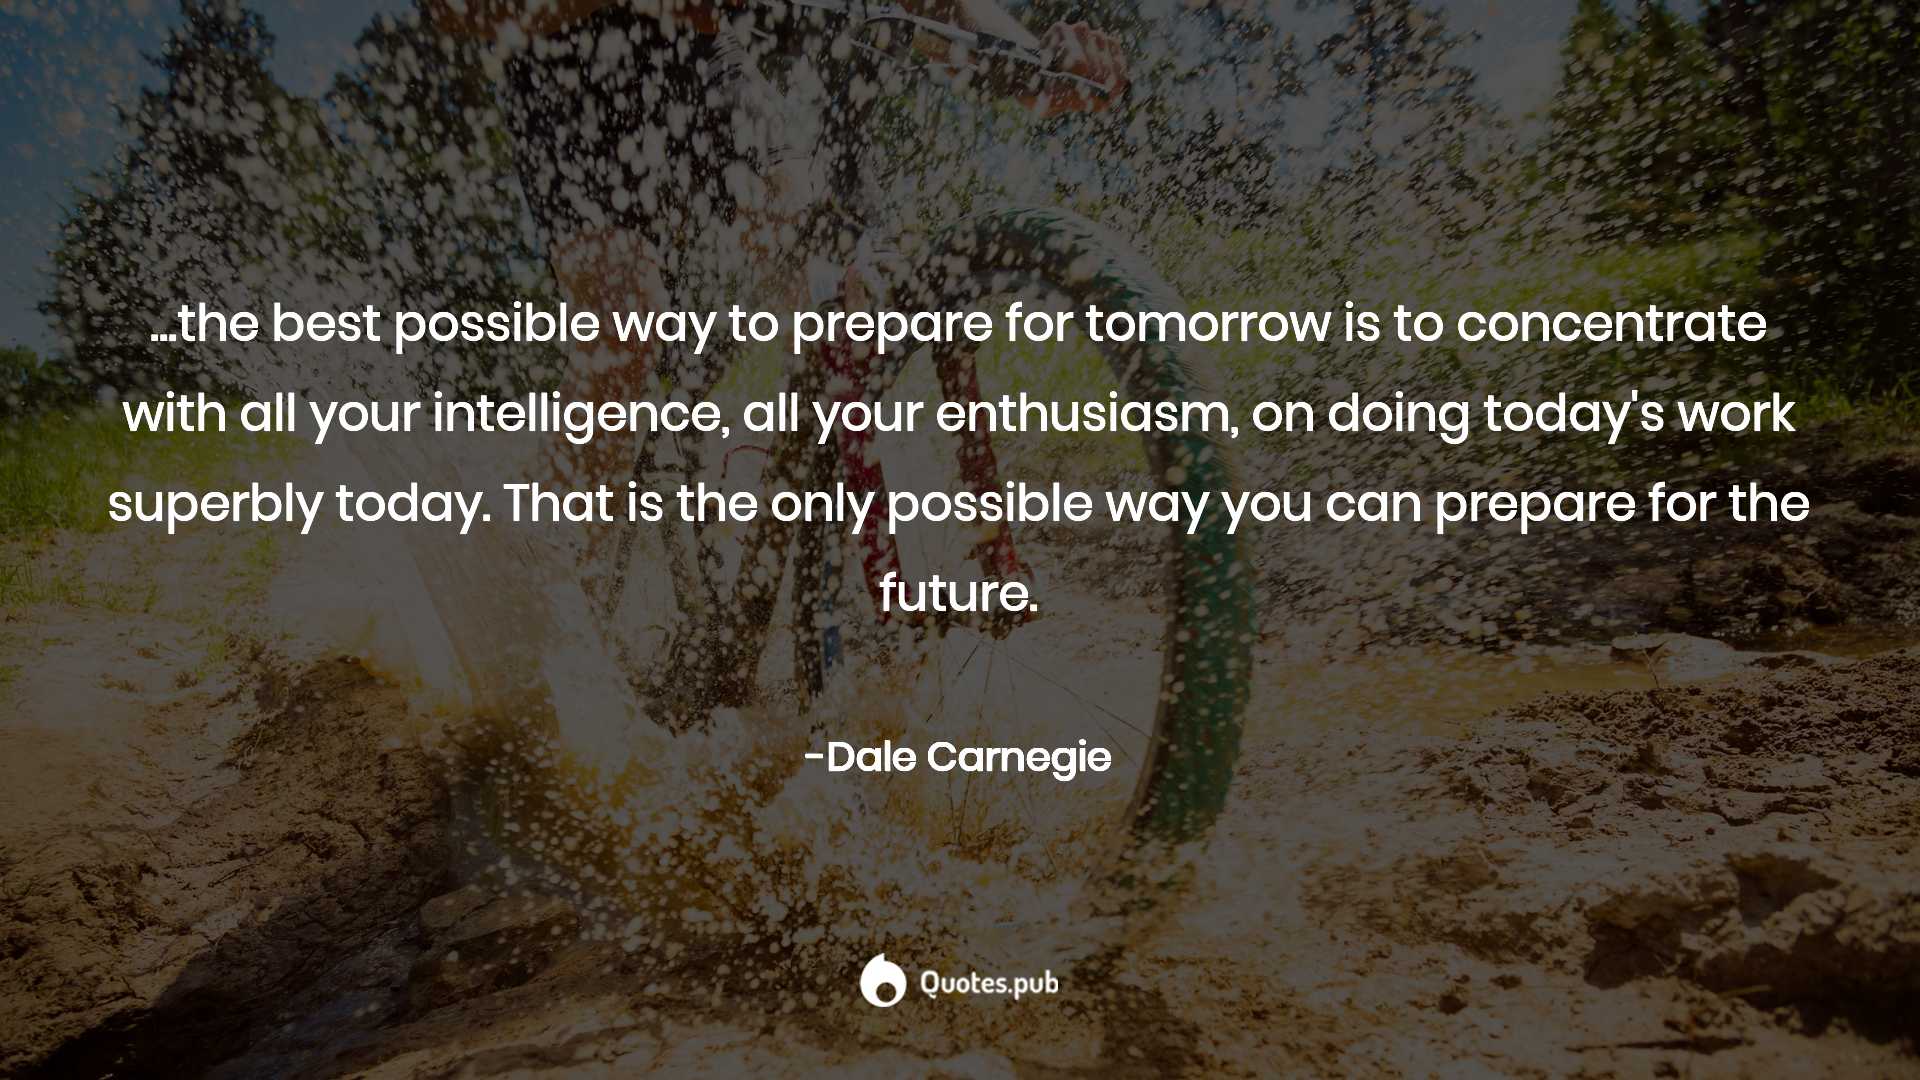 ...the best possible way to prepare for tomorrow is to concentrate
with all your intelligence, all your enthusiasm, on doing today's work
superbly today. That is the only possible way you can prepare for the
future.
-Dale Carnegie
Quotes.pub